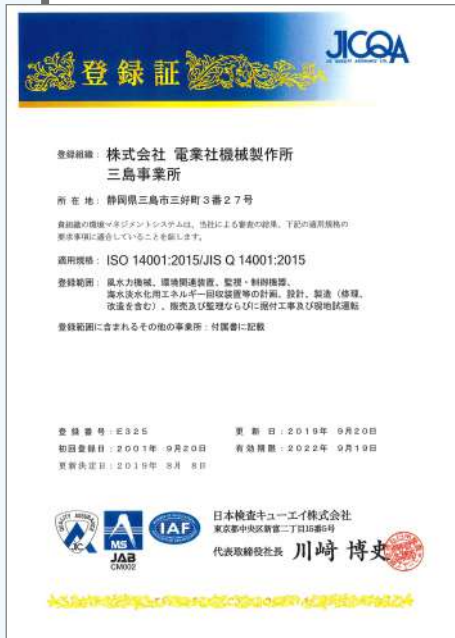 JICQA
登録証
登録組織： 株式会社 電業社機械製作所
三島事業所
所 在 地： 静岡県三島市三好町３番２７号
貴組織の環境マネジメントシステムは、当社による審査の結果、下記の適用規格の
要求事項に適合していることを証します。
適用規格： ISO 14001:2015/JIS Q 14001:2015
登録範囲： 風水力機械、環境関連装置、監視・制御機器、
海水淡水化用エネルギー回収装置等の計画、設計、製造（修理、
改造を含む）、販売及び監理ならびに据付工事及び現地試運転
登録範囲に含まれるその他の事業所：付属書に記載
登 録 番 号：Ｅ３２５
更 新 日：２０１９年 ９月２０日
初回登録日：２００１年 ９月２０日
有効期限：２０２２年 ９月１９日
更新決定日：２０１９年 ８月 ８日
QUALITY ASSURANCE
JIC
MS
JAB
CM002
IAF
日本検査キューエイ株式会社
東京都中央区新富二丁目15番5号
代表取締役社長 川﨑 博史